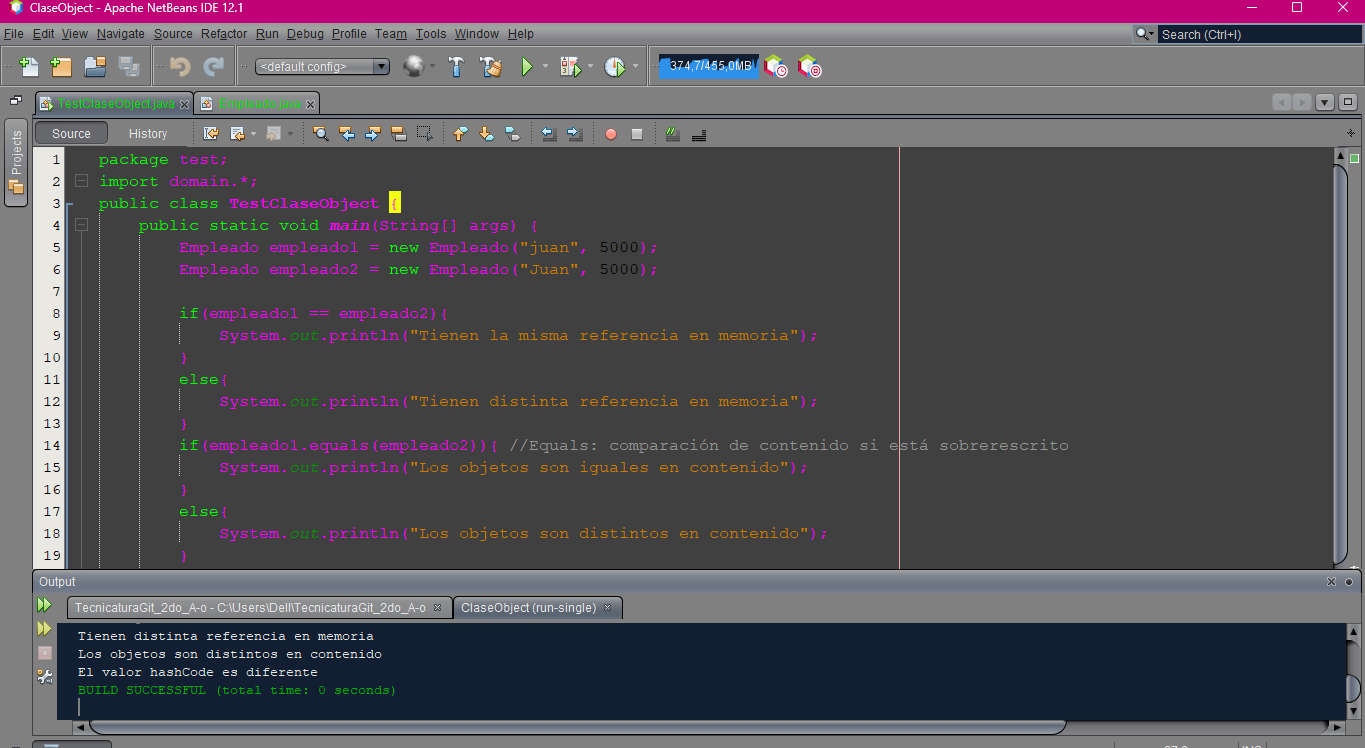 ClaseObject - Apache NetBeans IDE 12.1
File Edit View Navigate Source Refactor Run Debug Profile Team Tools Window Help
Search (Ctrl+I)
<default config>
374,7/455,0MB
TestClaseObject.java
Empleado.java
Projects
Source History
1 package test;
2 import domain.*;
3 public class TestClaseObject {
4 public static void main(String[] args) {
5 Empleado empleado1 = new Empleado("juan", 5000);
6 Empleado empleado2 = new Empleado("Juan", 5000);
7
8 if(empleado1 == empleado2){
9 System.out.println("Tienen la misma referencia en memoria");
10 }
11 else{
12 System.out.println("Tienen distinta referencia en memoria");
13 }
14 if(empleado1.equals(empleado2)){ //Equals: comparación de contenido si está sobrerescrito
15 System.out.println("Los objetos son iguales en contenido");
16 }
17 else{
18 System.out.println("Los objetos son distintos en contenido");
19 }
Output
TecnicaturaGit_2do_A-o - C:\Users\Dell\TecnicaturaGit_2do_A-o
ClaseObject (run-single)
Tienen distinta referencia en memoria
Los objetos son distintos en contenido
El valor hashCode es diferente
BUILD SUCCESSFUL (total time: 0 seconds)